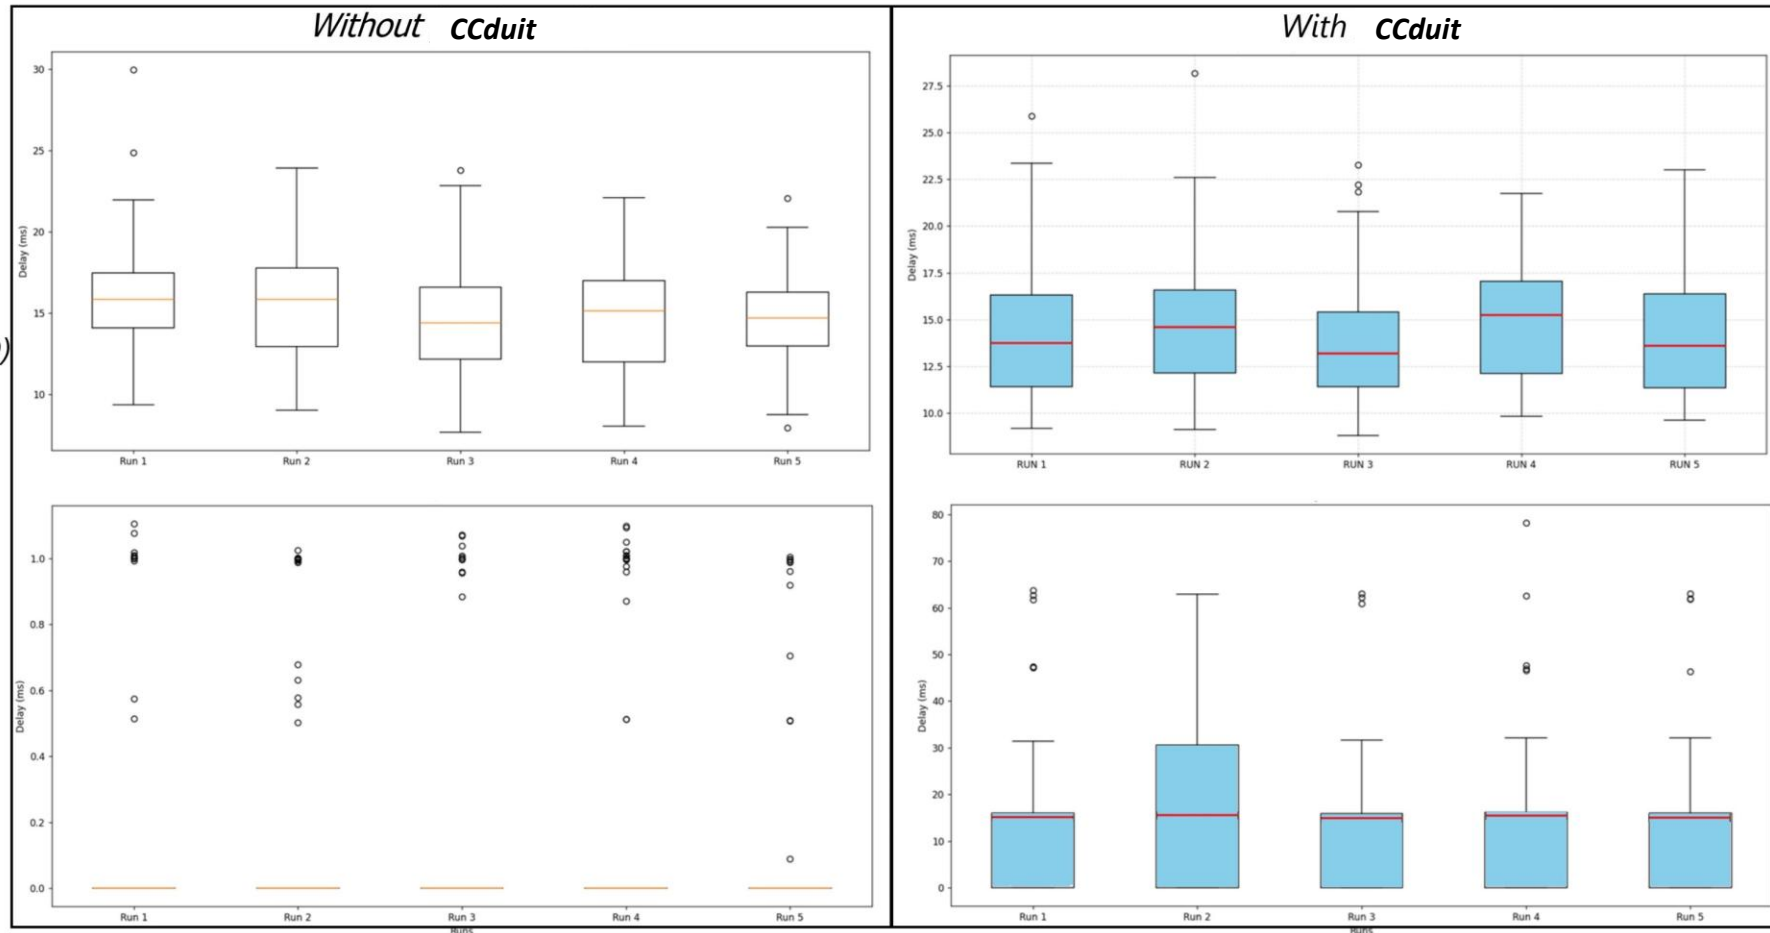 Without CCduit
With CCduit
30
25
20
15
10
Delay (ms)
Run 1 Run 2 Run 3 Run 4 Run 5
27.5
25.0
22.5
20.0
17.5
15.0
12.5
10.0
Delay (ms)
RUN 1 RUN 2 RUN 3 RUN 4 RUN 5
)
1.0
0.8
0.6
0.4
0.2
0.0
Delay (ms)
Run 1 Run 2 Run 3 Run 4 Run 5
Runs
80
70
60
50
40
30
20
10
0
Delay (ms)
Run 1 Run 2 Run 3 Run 4 Run 5
Runs